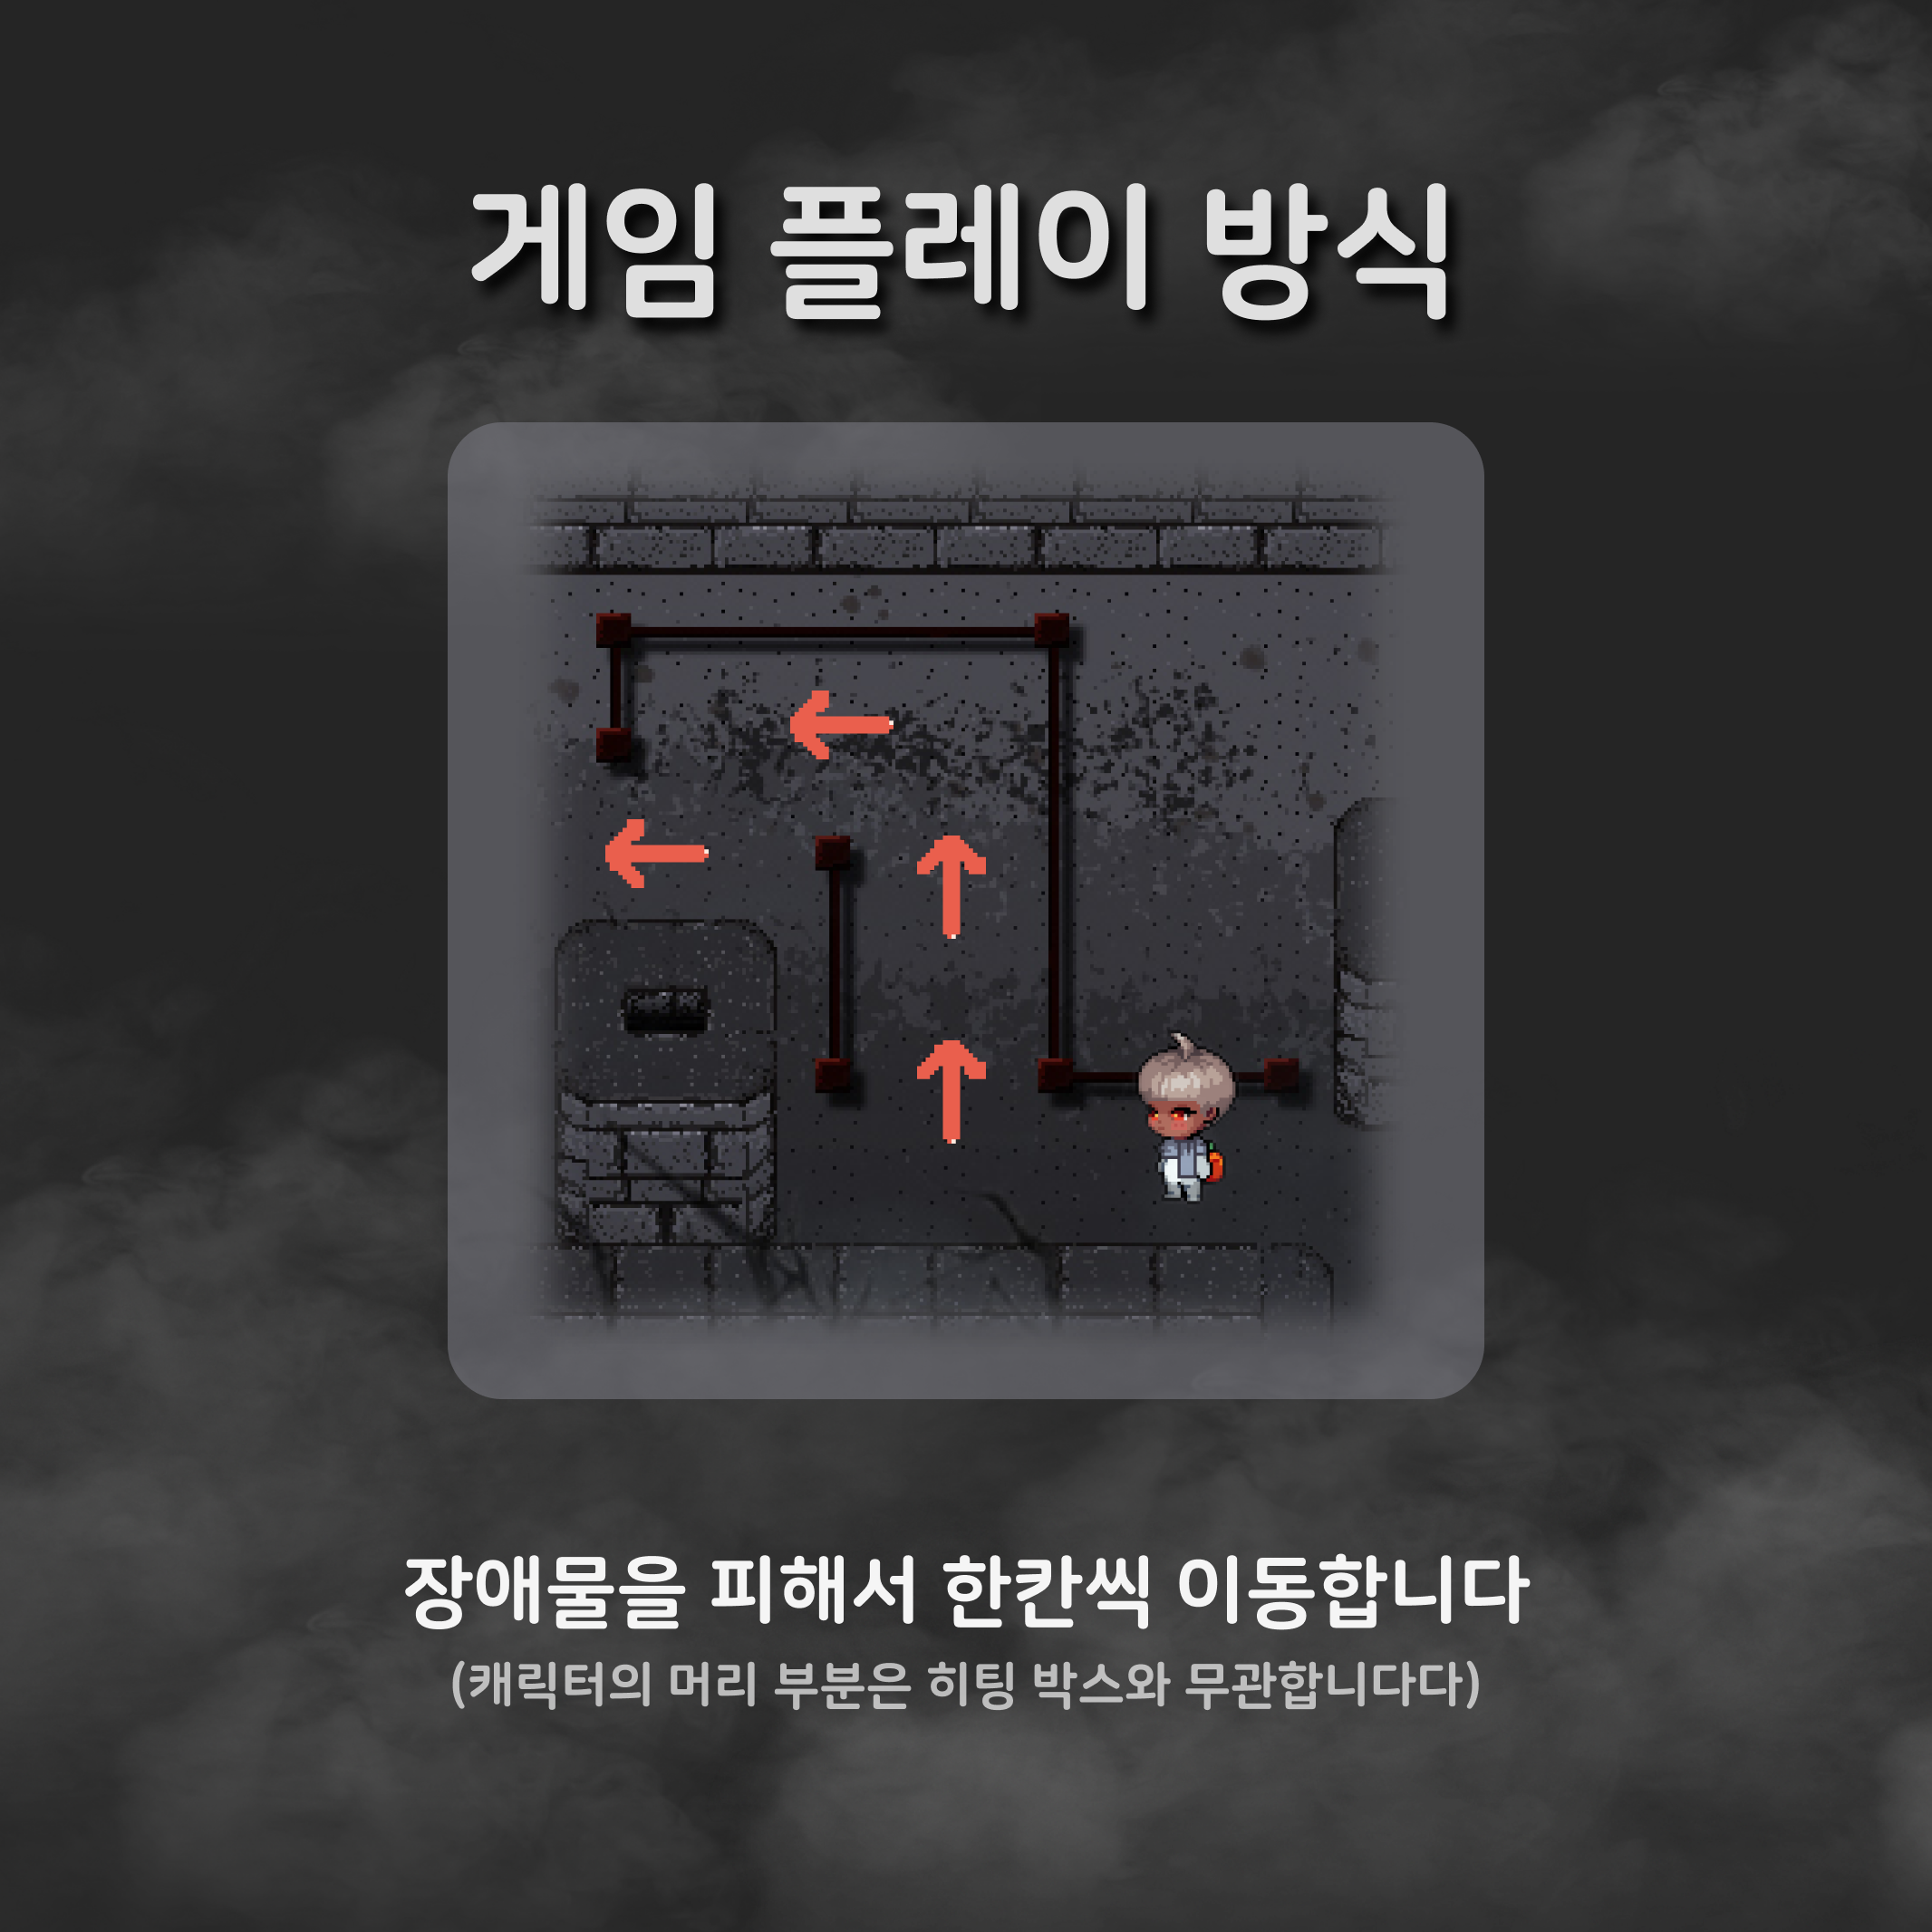 게임 플레이 방식
장애물을 피해서 한칸씩 이동합니다
(캐릭터의 머리 부분은 히팅 박스와 무관합니다다)